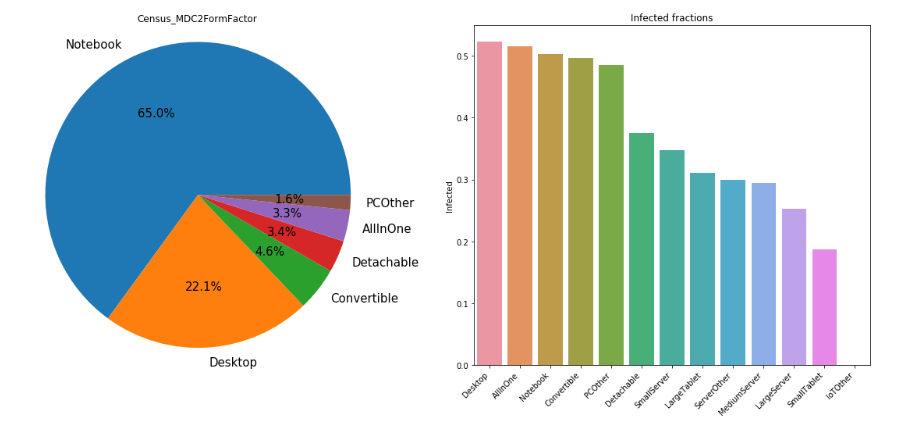 Census_MDC2FormFactor
Notebook
65.0%
1.6%
PCOther
3.3%
AllInOne
3.4%
Detachable
4.6%
Convertible
22.1%
Desktop
Infected fractions
Infected
0.5
0.4
0.3
0.2
0.1
0.0
Desktop
AllInOne
Notebook
Convertible
PCOther
Detachable
SmallServer
LargeTablet
ServerOther
MediumServer
LargeServer
SmallTablet
IoTOther